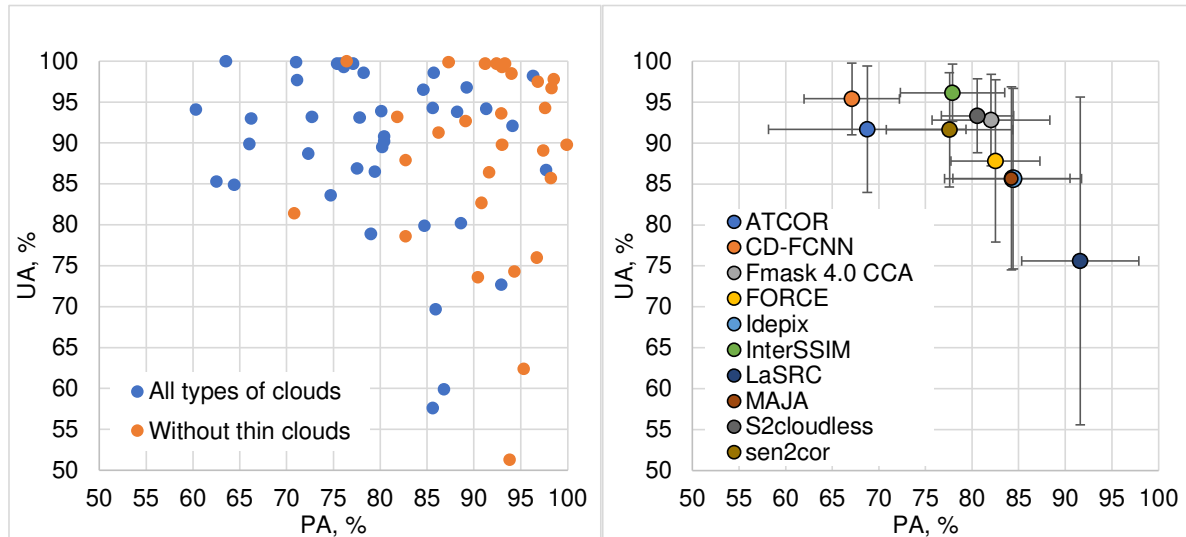 100
95
90
85
80
75
70
65
60
55
50
UA, %
50 55 60 65 70 75 80 85 90 95 100
PA, %
All types of clouds
Without thin clouds
100
95
90
85
80
75
70
65
60
55
50
UA, %
50 55 60 65 70 75 80 85 90 95 100
PA, %
ATCOR
CD-FCNN
Fmask 4.0 CCA
FORCE
Idepix
InterSSIM
LaSRC
MAJA
S2cloudless
sen2cor